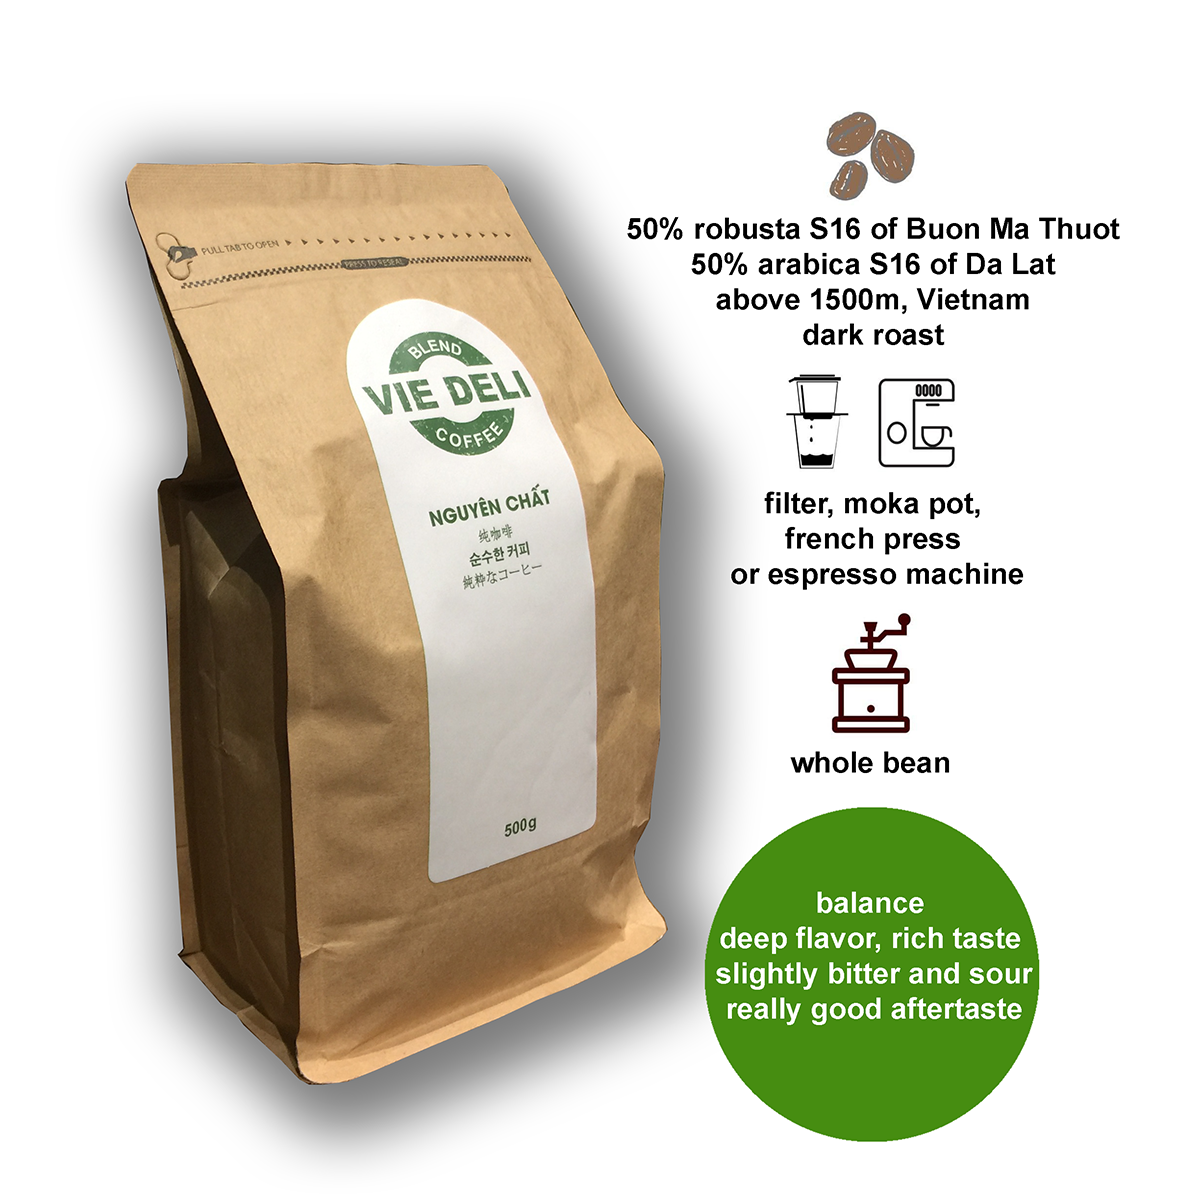 PULL TAB TO OPEN
PRESS TO RESEAL
BLEND
VIE DELI
COFFEE
NGUYÊN CHẤT
纯咖啡
순수한 커피
純粋なコーヒー
500g
50% robusta S16 of Buon Ma Thuot
50% arabica S16 of Da Lat
above 1500m, Vietnam
dark roast
filter, moka pot,
french press
or espresso machine
whole bean
balance
deep flavor, rich taste
slightly bitter and sour
really good aftertaste